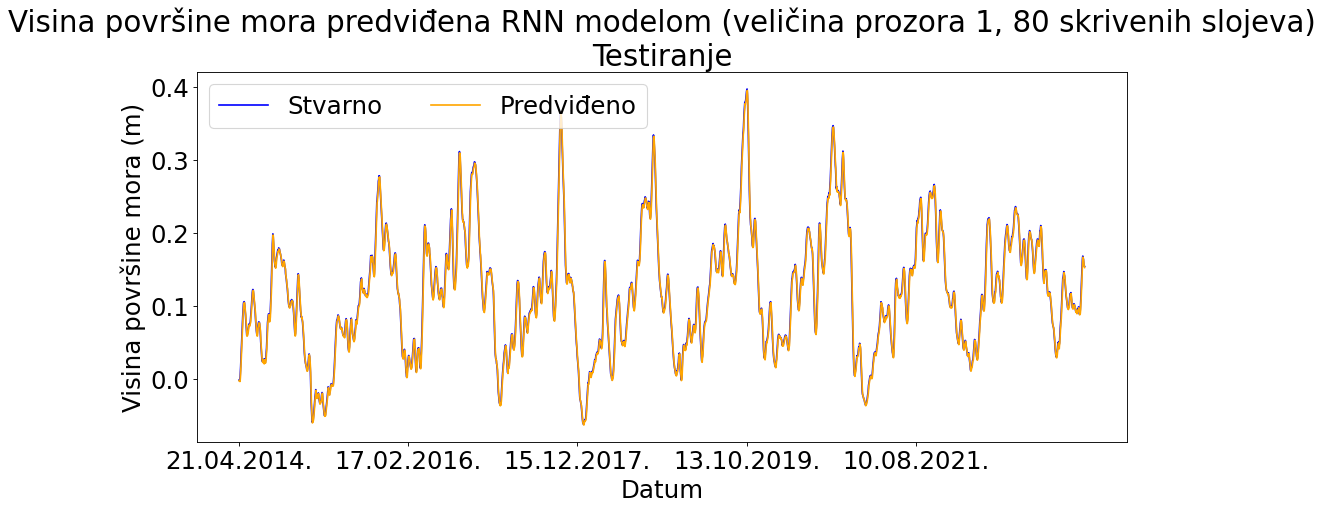 Visina površine mora predviđena RNN modelom (veličina prozora 1, 80 skrivenih slojeva)
Testiranje
Stvarno Predviđeno
Visina površine mora (m)
0.4
0.3
0.2
0.1
0.0
21.04.2014. 17.02.2016. 15.12.2017. 13.10.2019. 10.08.2021.
Datum